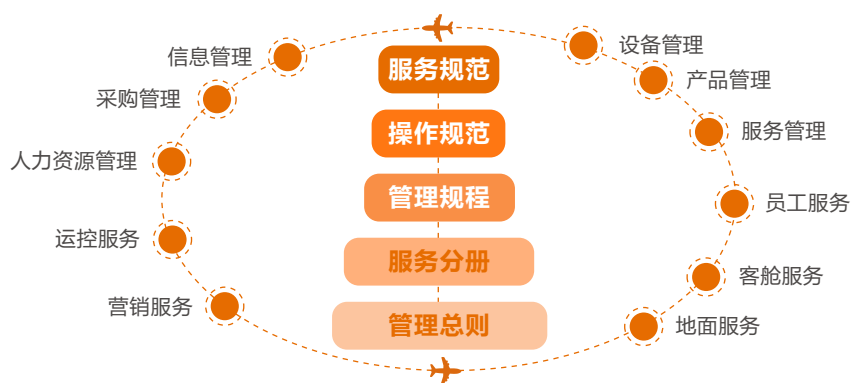 信息管理
采购管理
人力资源管理
运控服务
营销服务
服务规范
操作规范
管理规程
服务分册
管理总则
设备管理
产品管理
服务管理
员工服务
客舱服务
地面服务